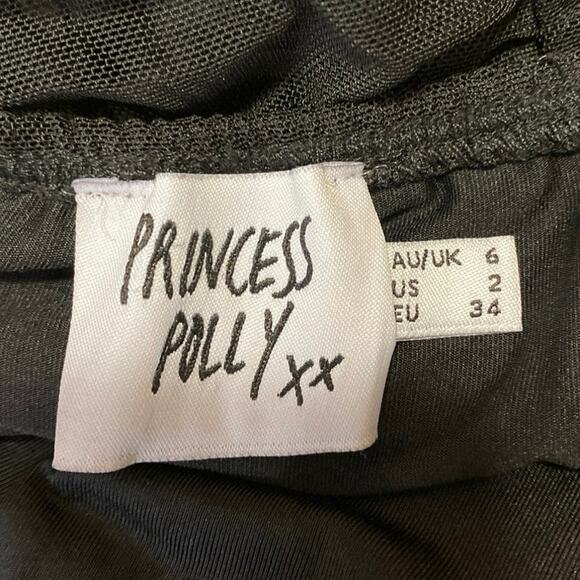 PRINCESS
POLLY xx
AU/UK 6
US 2
EU 34